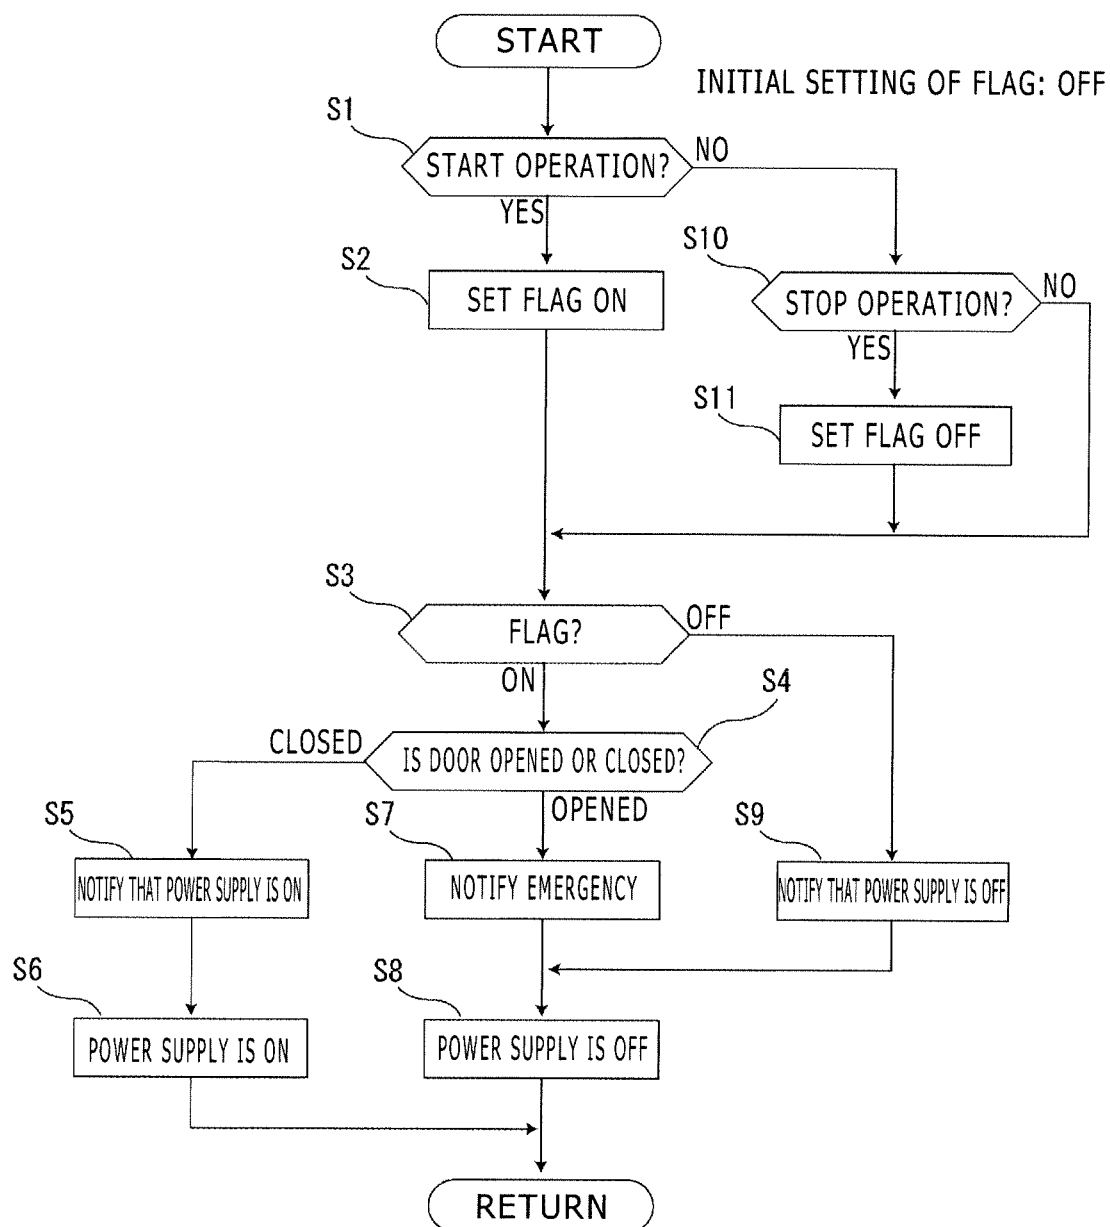 START
INITIAL SETTING OF FLAG: OFF
S1
START OPERATION?
NO
YES
S10
S2
SET FLAG ON
STOP OPERATION?
NO
YES
S11
SET FLAG OFF
S3
FLAG?
OFF
ON
S4
CLOSED
IS DOOR OPENED OR CLOSED?
OPENED
S5
S7
S9
NOTIFY THAT POWER SUPPLY IS ON
NOTIFY EMERGENCY
NOTIFY THAT POWER SUPPLY IS OFF
S6
S8
POWER SUPPLY IS ON
POWER SUPPLY IS OFF
RETURN